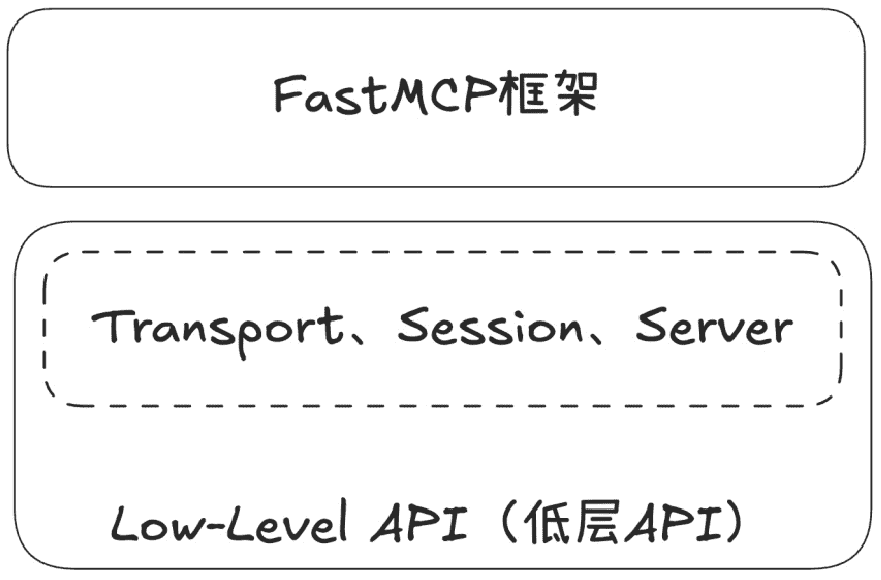 FastMCP框架
Transport、Session、Server
Low-Level API（低层API）